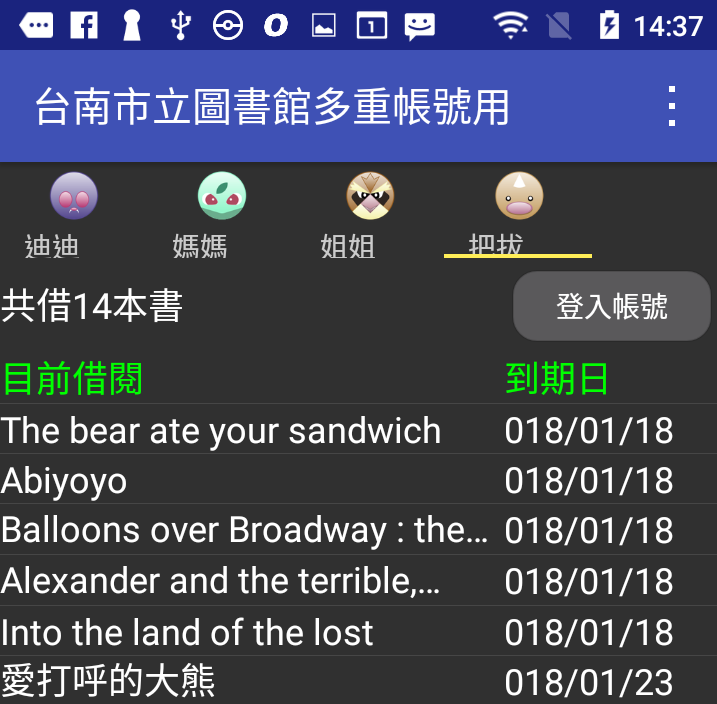 14:37
台南市立圖書館多重帳號用
迪迪 媽媽 姐姐 把拔
共借14本書 登入帳號
目前借閱 到期日
The bear ate your sandwich 018/01/18
Abiyoyo 018/01/18
Balloons over Broadway : the... 018/01/18
Alexander and the terrible,... 018/01/18
Into the land of the lost 018/01/18
愛打呼的大熊 018/01/23